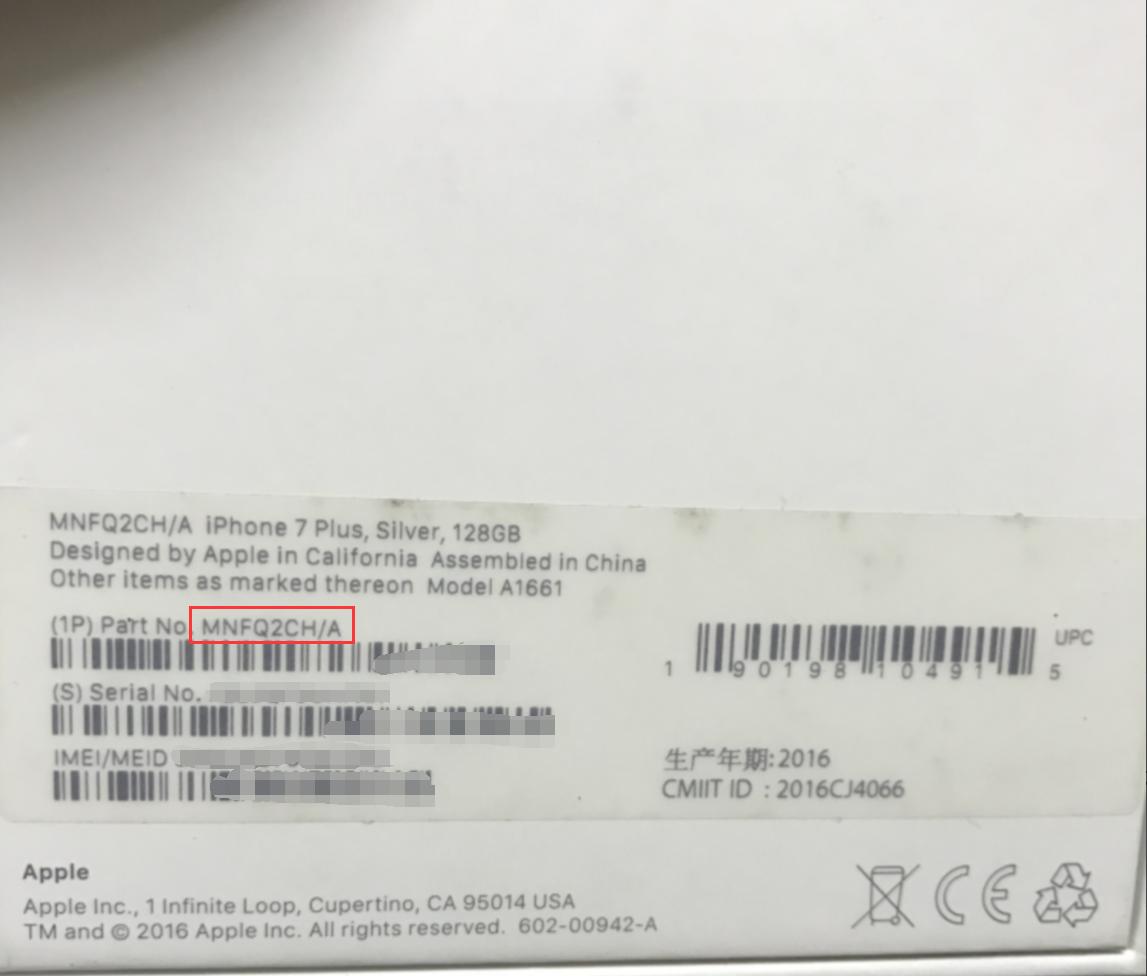 MNFQ2CH/A iPhone 7 Plus, Silver, 128GB
Designed by Apple in California Assembled in China
Other items as marked thereon Model A1661
(1P) Part No. MNFQ2CH/A
(S) Serial No.
IMEI/MEID
UPC
1 90198 10491 5
生产年期:2016
CMIIT ID : 2016CJ4066
Apple
Apple Inc., 1 Infinite Loop, Cupertino, CA 95014 USA
TM and © 2016 Apple Inc. All rights reserved. 602-00942-A